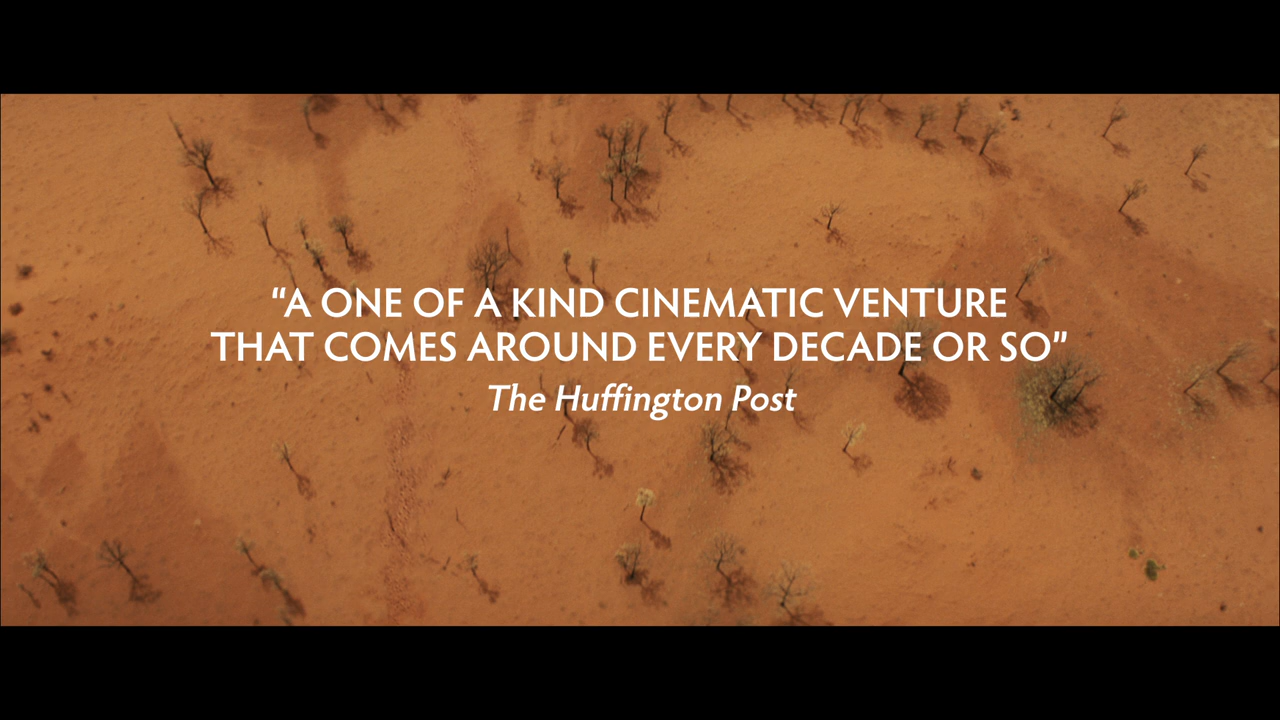 “A ONE OF A KIND CINEMATIC VENTURE
THAT COMES AROUND EVERY DECADE OR SO”
The Huffington Post